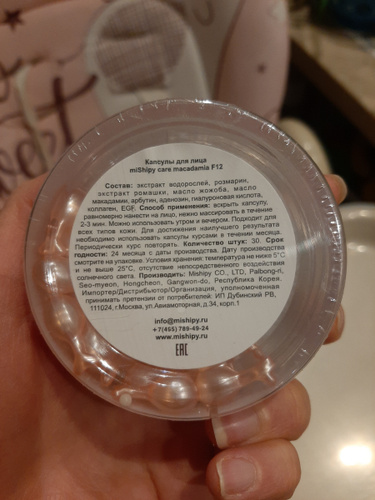 Капсулы для лица
miShipy care macadamia F12
Состав: экстракт водорослей, розмарин,
экстракт ромашки, масло жожоба, масло
макадамии, арбутин, аденозин, гиалуроновая кислота,
коллаген, EGF. Способ применения: вскрыть капсулу,
равномерно нанести на лицо, нежно массировать в течение
2-3 мин. Можно использовать утром и вечером. Подходит для
всех типов кожи. Для достижения наилучшего результата
необходимо использовать капсулы курсами в течении месяца.
Периодически курс повторять. Количество штук: 30. Срок
годности: 24 месяца с даты производства. Дату производства
смотрите на упаковке. Условия хранения: температура не ниже 5°C
и не выше 25°C, отсутствие непосредственного воздействия
солнечного света. Произведено: Mishipy CO., LTD, Palbong-ri,
Seo-myeon, Hongcheon, Gangwon-do, Республика Корея.
Импортер/Дистрибьютор/Организация, уполномоченная
принимать претензии от потребителей: ИП Дубинский РВ,
111024, г.Москва, ул.Авиамоторная, д.34, корп.1
info@mishipy.ru
+7(465) 789-49-24
www.mishipy.ru
EAC